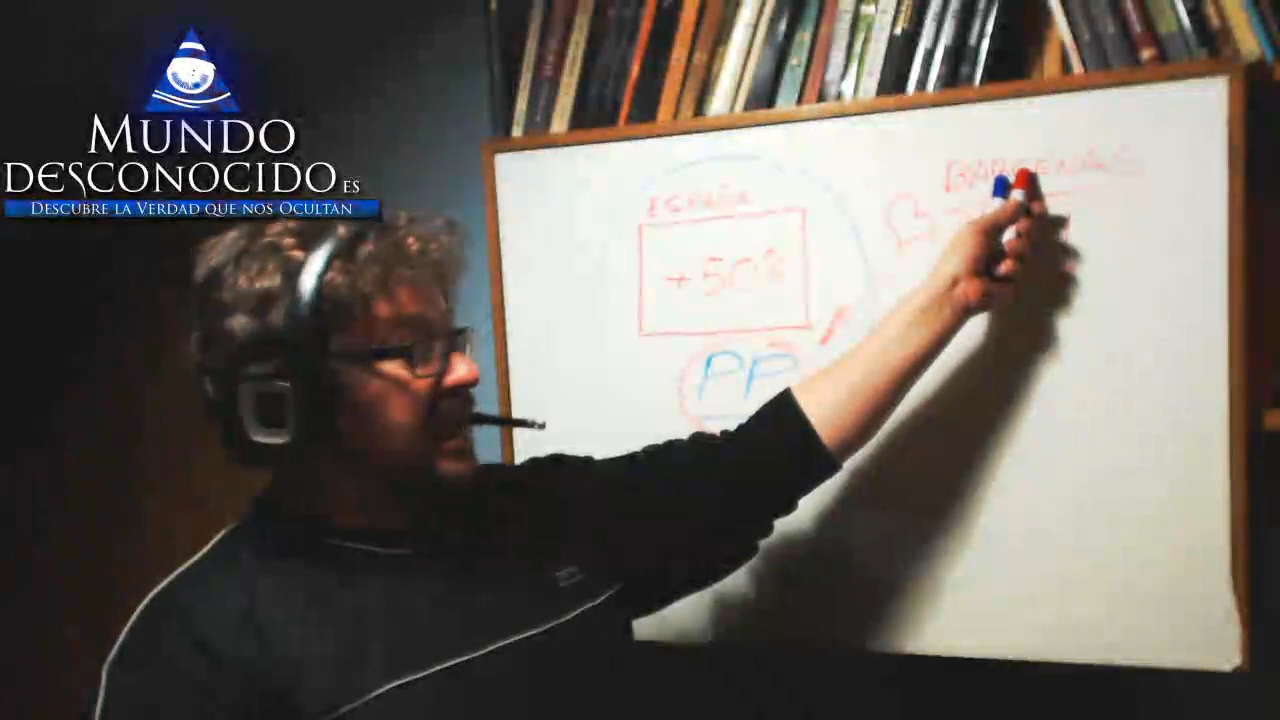 MUNDO
DESCONOCIDO.ES
DESCUBRE LA VERDAD QUE NOS OCULTAN
ESPAÑA
+50%
PP